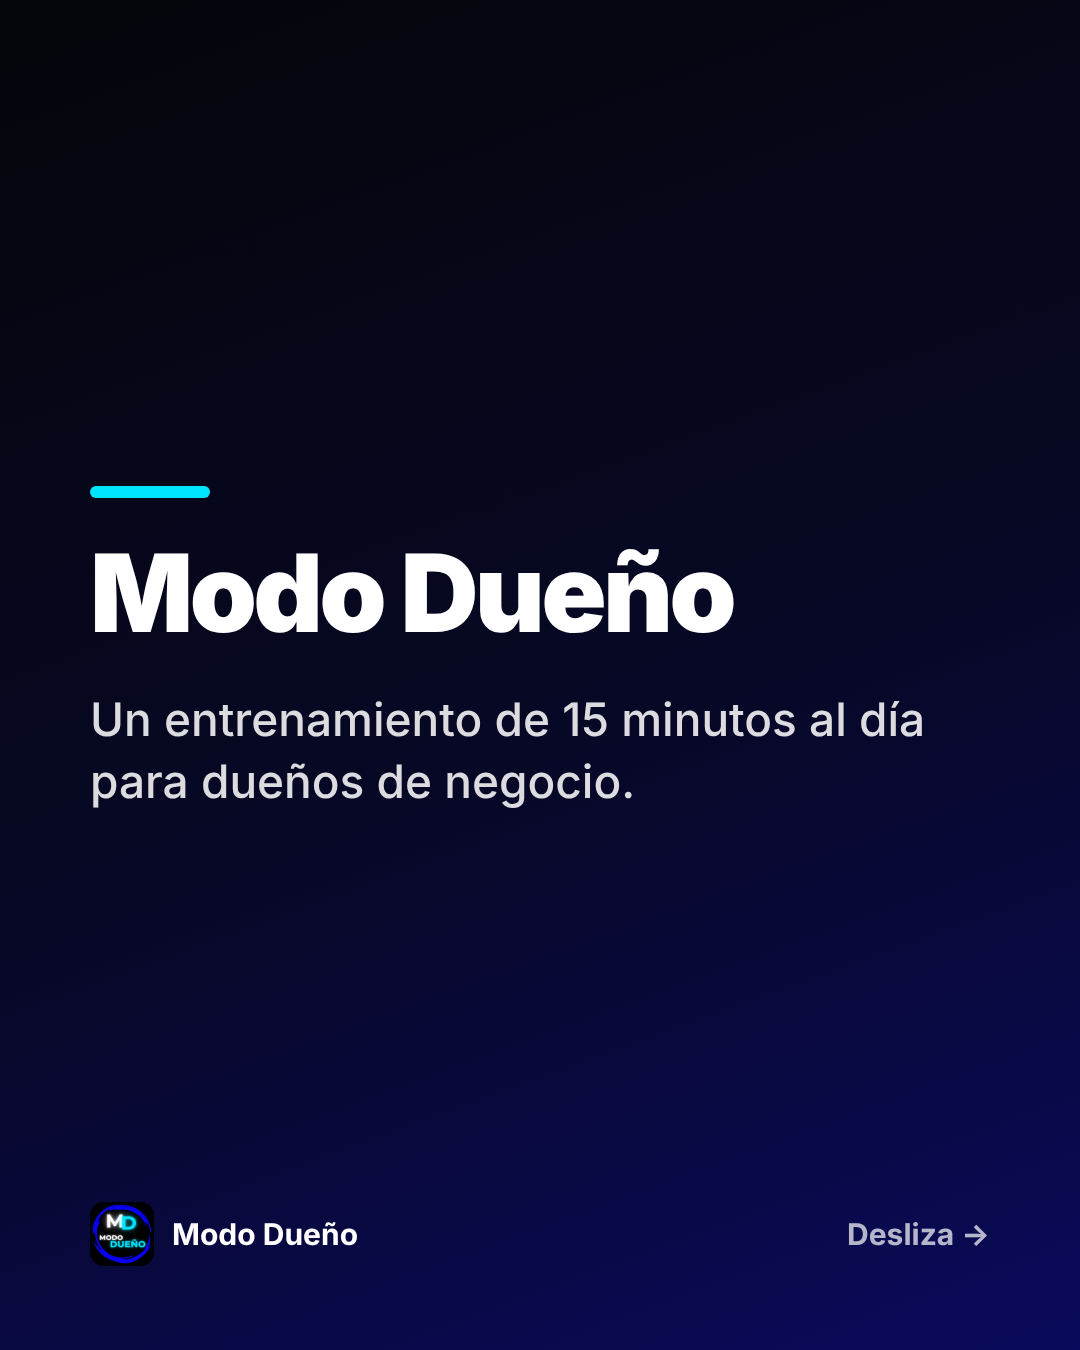 Modo Dueño
Un entrenamiento de 15 minutos al día
para dueños de negocio.
MD
MODO
DUEÑO
Modo Dueño
Desliza →